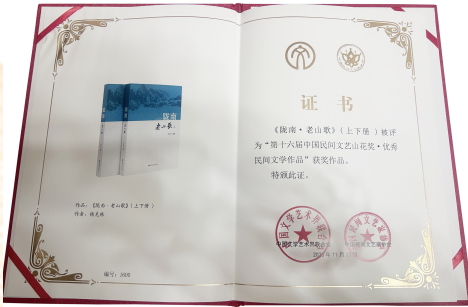 陇南
老山歌
作品:《陇南·老山歌》(上下册)
编号:1608
证书
《陇南·老山歌》(上下册)被评
为“第十六届中国民间文艺山花奖·优秀
民间文学作品”获奖作品。
特颁此证。
中国文学艺术界联合会
中国民间文艺家协会